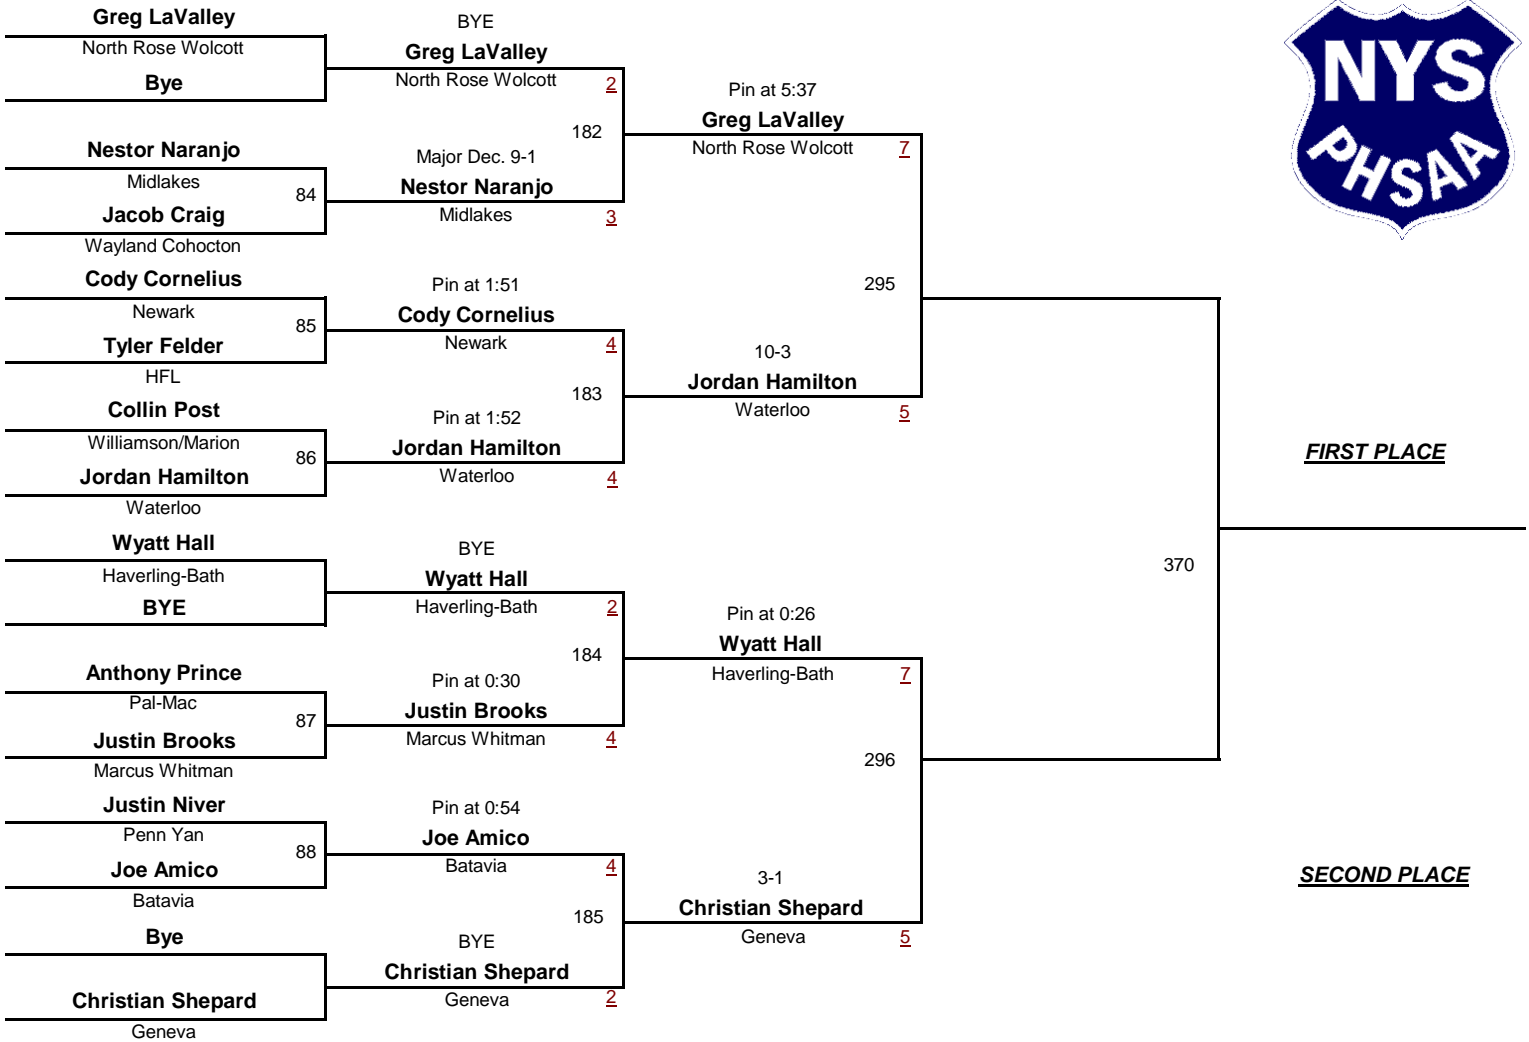 Greg LaValley
North Rose Wolcott
Bye
Nestor Naranjo
Midlakes
84
Jacob Craig
Wayland Cohocton
Cody Cornelius
Newark
85
Tyler Felder
HFL
Collin Post
Williamson/Marion
86
Jordan Hamilton
Waterloo
Wyatt Hall
Haverling-Bath
BYE
Anthony Prince
Pal-Mac
87
Justin Brooks
Marcus Whitman
Justin Niver
Penn Yan
88
Joe Amico
Batavia
Bye
Christian Shepard
Geneva
BYE
Greg LaValley
North Rose Wolcott 2
182
Major Dec. 9-1
Nestor Naranjo
Midlakes 3
Pin at 1:51
Cody Cornelius
Newark 4
183
Pin at 1:52
Jordan Hamilton
Waterloo 4
BYE
Wyatt Hall
Haverling-Bath 2
184
Pin at 0:30
Justin Brooks
Marcus Whitman 4
Pin at 0:54
Joe Amico
Batavia 4
185
BYE
Christian Shepard
Geneva 2
Pin at 5:37
Greg LaValley
North Rose Wolcott 7
295
10-3
Jordan Hamilton
Waterloo 5
Pin at 0:26
Wyatt Hall
Haverling-Bath 7
296
3-1
Christian Shepard
Geneva 5
370
NYS
PHSAA
FIRST PLACE
SECOND PLACE